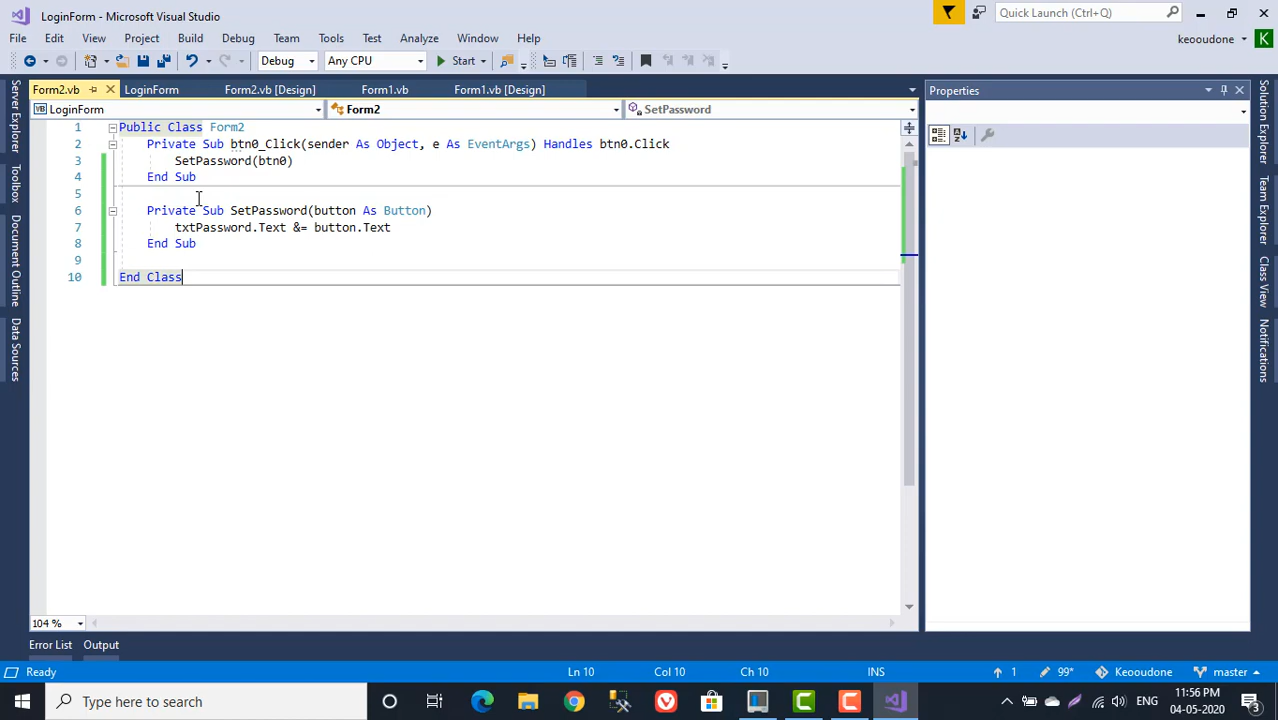 LoginForm - Microsoft Visual Studio
Quick Launch (Ctrl+Q)
File Edit View Project Build Debug Team Tools Test Analyze Window Help
keooudone K
Debug Any CPU Start
Form2.vb LoginForm Form2.vb [Design] Form1.vb Form1.vb [Design]
Properties
LoginForm Form2 SetPassword
1 Public Class Form2
2 Private Sub btn0_Click(sender As Object, e As EventArgs) Handles btn0.Click
3 SetPassword(btn0)
4 End Sub
5
6 Private Sub SetPassword(button As Button)
7 txtPassword.Text &= button.Text
8 End Sub
9
10 End Class
Server Explorer
Toolbox
Document Outline
Data Sources
Solution Explorer
Team Explorer
Class View
Notifications
104 %
Error List Output
Ready Ln 10 Col 10 Ch 10 INS 1 99* Keooudone master
Type here to search
ENG
11:56 PM
04-05-2020
3